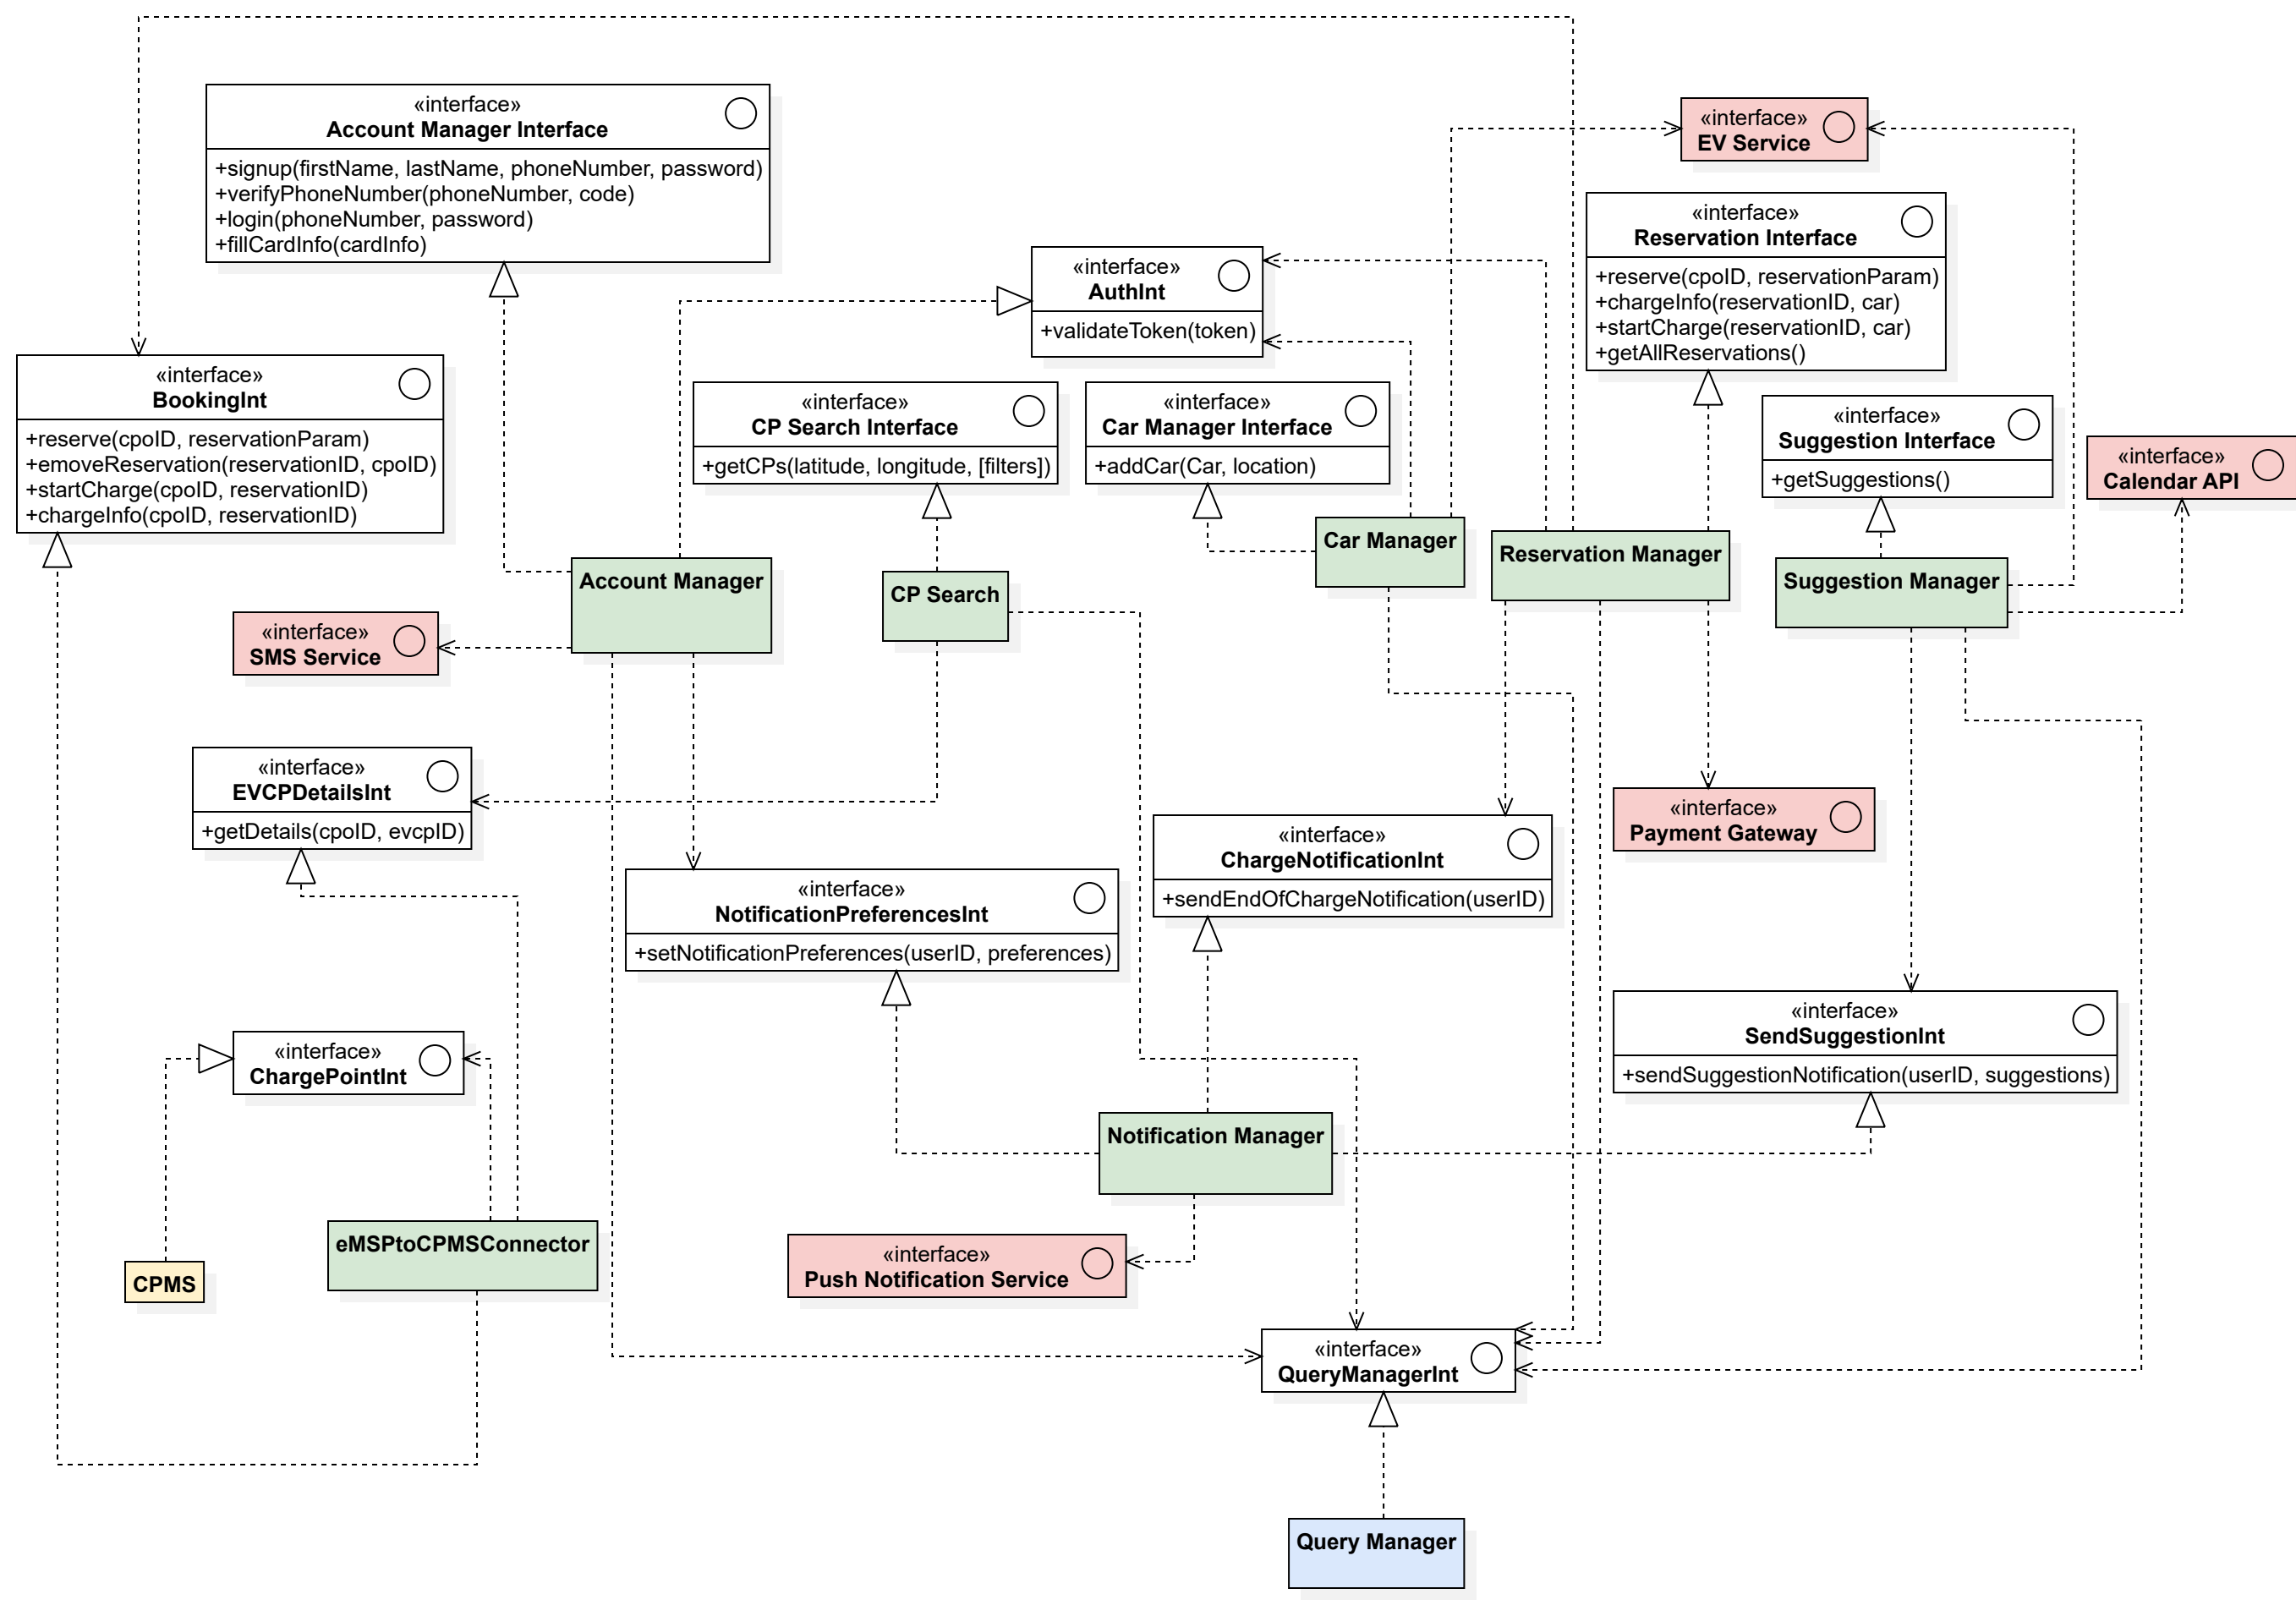 «interface»
Account Manager Interface
+signup(firstName, lastName, phoneNumber, password)
+verifyPhoneNumber(phoneNumber, code)
+login(phoneNumber, password)
+fillCardInfo(cardInfo)
«interface»
EV Service
«interface»
Reservation Interface
+reserve(cpoID, reservationParam)
+chargeInfo(reservationID, car)
+startCharge(reservationID, car)
+getAllReservations()
«interface»
AuthInt
+validateToken(token)
«interface»
BookingInt
+reserve(cpoID, reservationParam)
+emoveReservation(reservationID, cpoID)
+startCharge(cpoID, reservationID)
+chargeInfo(cpoID, reservationID)
«interface»
CP Search Interface
+getCPs(latitude, longitude, [filters])
«interface»
Car Manager Interface
+addCar(Car, location)
«interface»
Suggestion Interface
+getSuggestions()
«interface»
Calendar API
Car Manager
Reservation Manager
Account Manager
CP Search
Suggestion Manager
«interface»
SMS Service
«interface»
EVCPDetailsInt
+getDetails(cpoID, evcpID)
«interface»
Payment Gateway
«interface»
ChargeNotificationInt
+sendEndOfChargeNotification(userID)
«interface»
NotificationPreferencesInt
+setNotificationPreferences(userID, preferences)
«interface»
SendSuggestionInt
+sendSuggestionNotification(userID, suggestions)
«interface»
ChargePointInt
Notification Manager
eMSPtoCPMSConnector
CPMS
«interface»
Push Notification Service
«interface»
QueryManagerInt
Query Manager